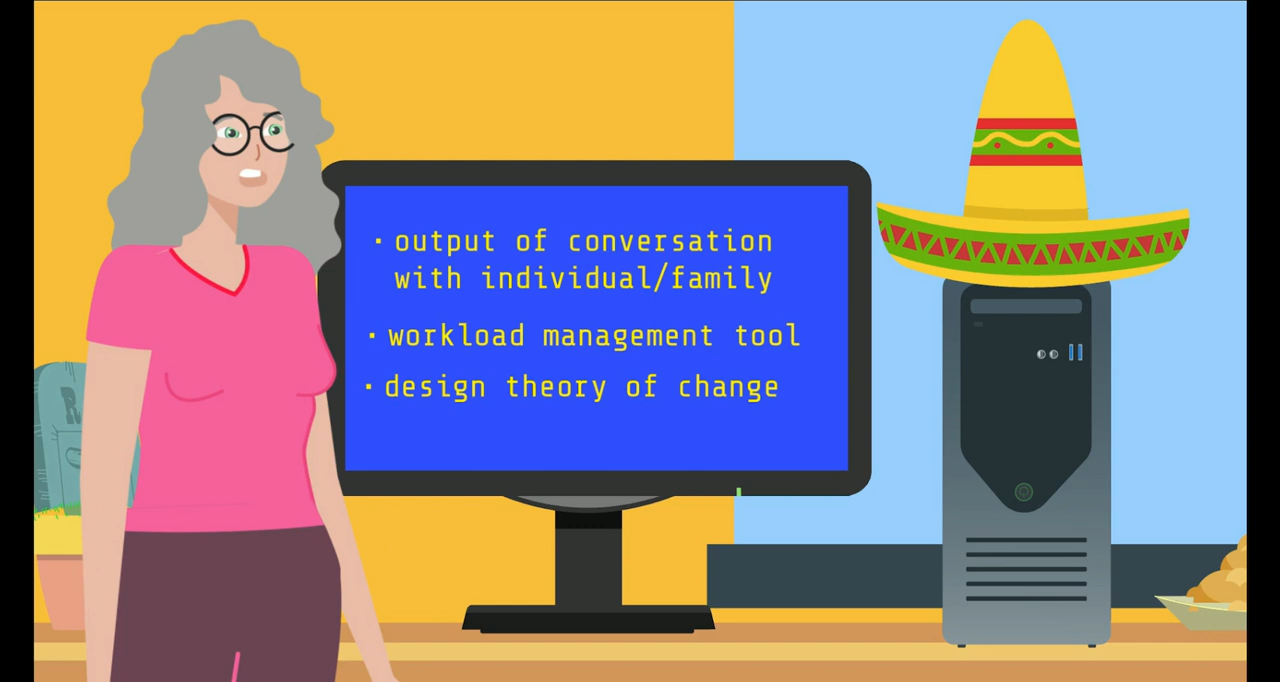 · output of conversation
with individual/family
· workload management tool
· design theory of change